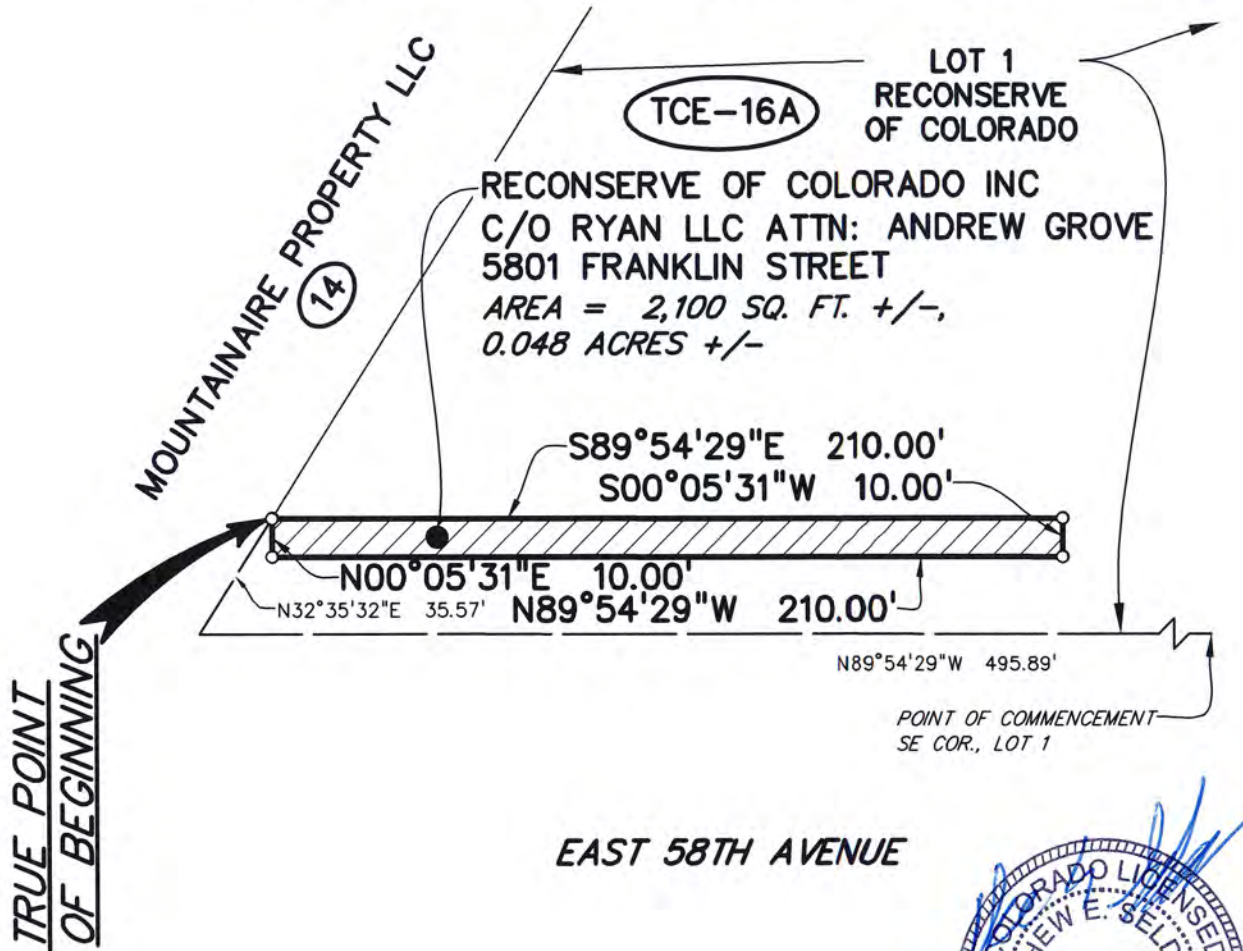 MOUNTAINAIRE PROPERTY LLC
14
TCE-16A
LOT 1
RECONSERVE
OF COLORADO
RECONSERVE OF COLORADO INC
C/O RYAN LLC ATTN: ANDREW GROVE
5801 FRANKLIN STREET
AREA = 2,100 SQ. FT. +/-,
0.048 ACRES +/-
S89°54'29"E 210.00'
S00°05'31"W 10.00'
N00°05'31"E 10.00'
N32°35'32"E 35.57'
N89°54'29"W 210.00'
N89°54'29"W 495.89'
POINT OF COMMENCEMENT
SE COR., LOT 1
TRUE POINT
OF BEGINNING
EAST 58TH AVENUE
COLORADO LICENSED
E.